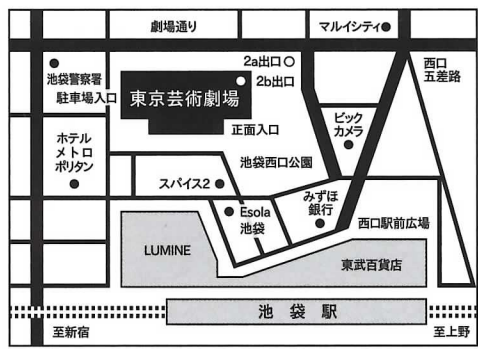 劇場通り
マルイシティ
2a出口
2b出口
西口
五差路
池袋警察署
駐車場入口
東京芸術劇場
正面入口
ビック
カメラ
ホテル
メトロ
ポリタン
池袋西口公園
スパイス2
Esola
池袋
みずほ
銀行
西口駅前広場
LUMINE
東武百貨店
池袋駅
至新宿
至上野